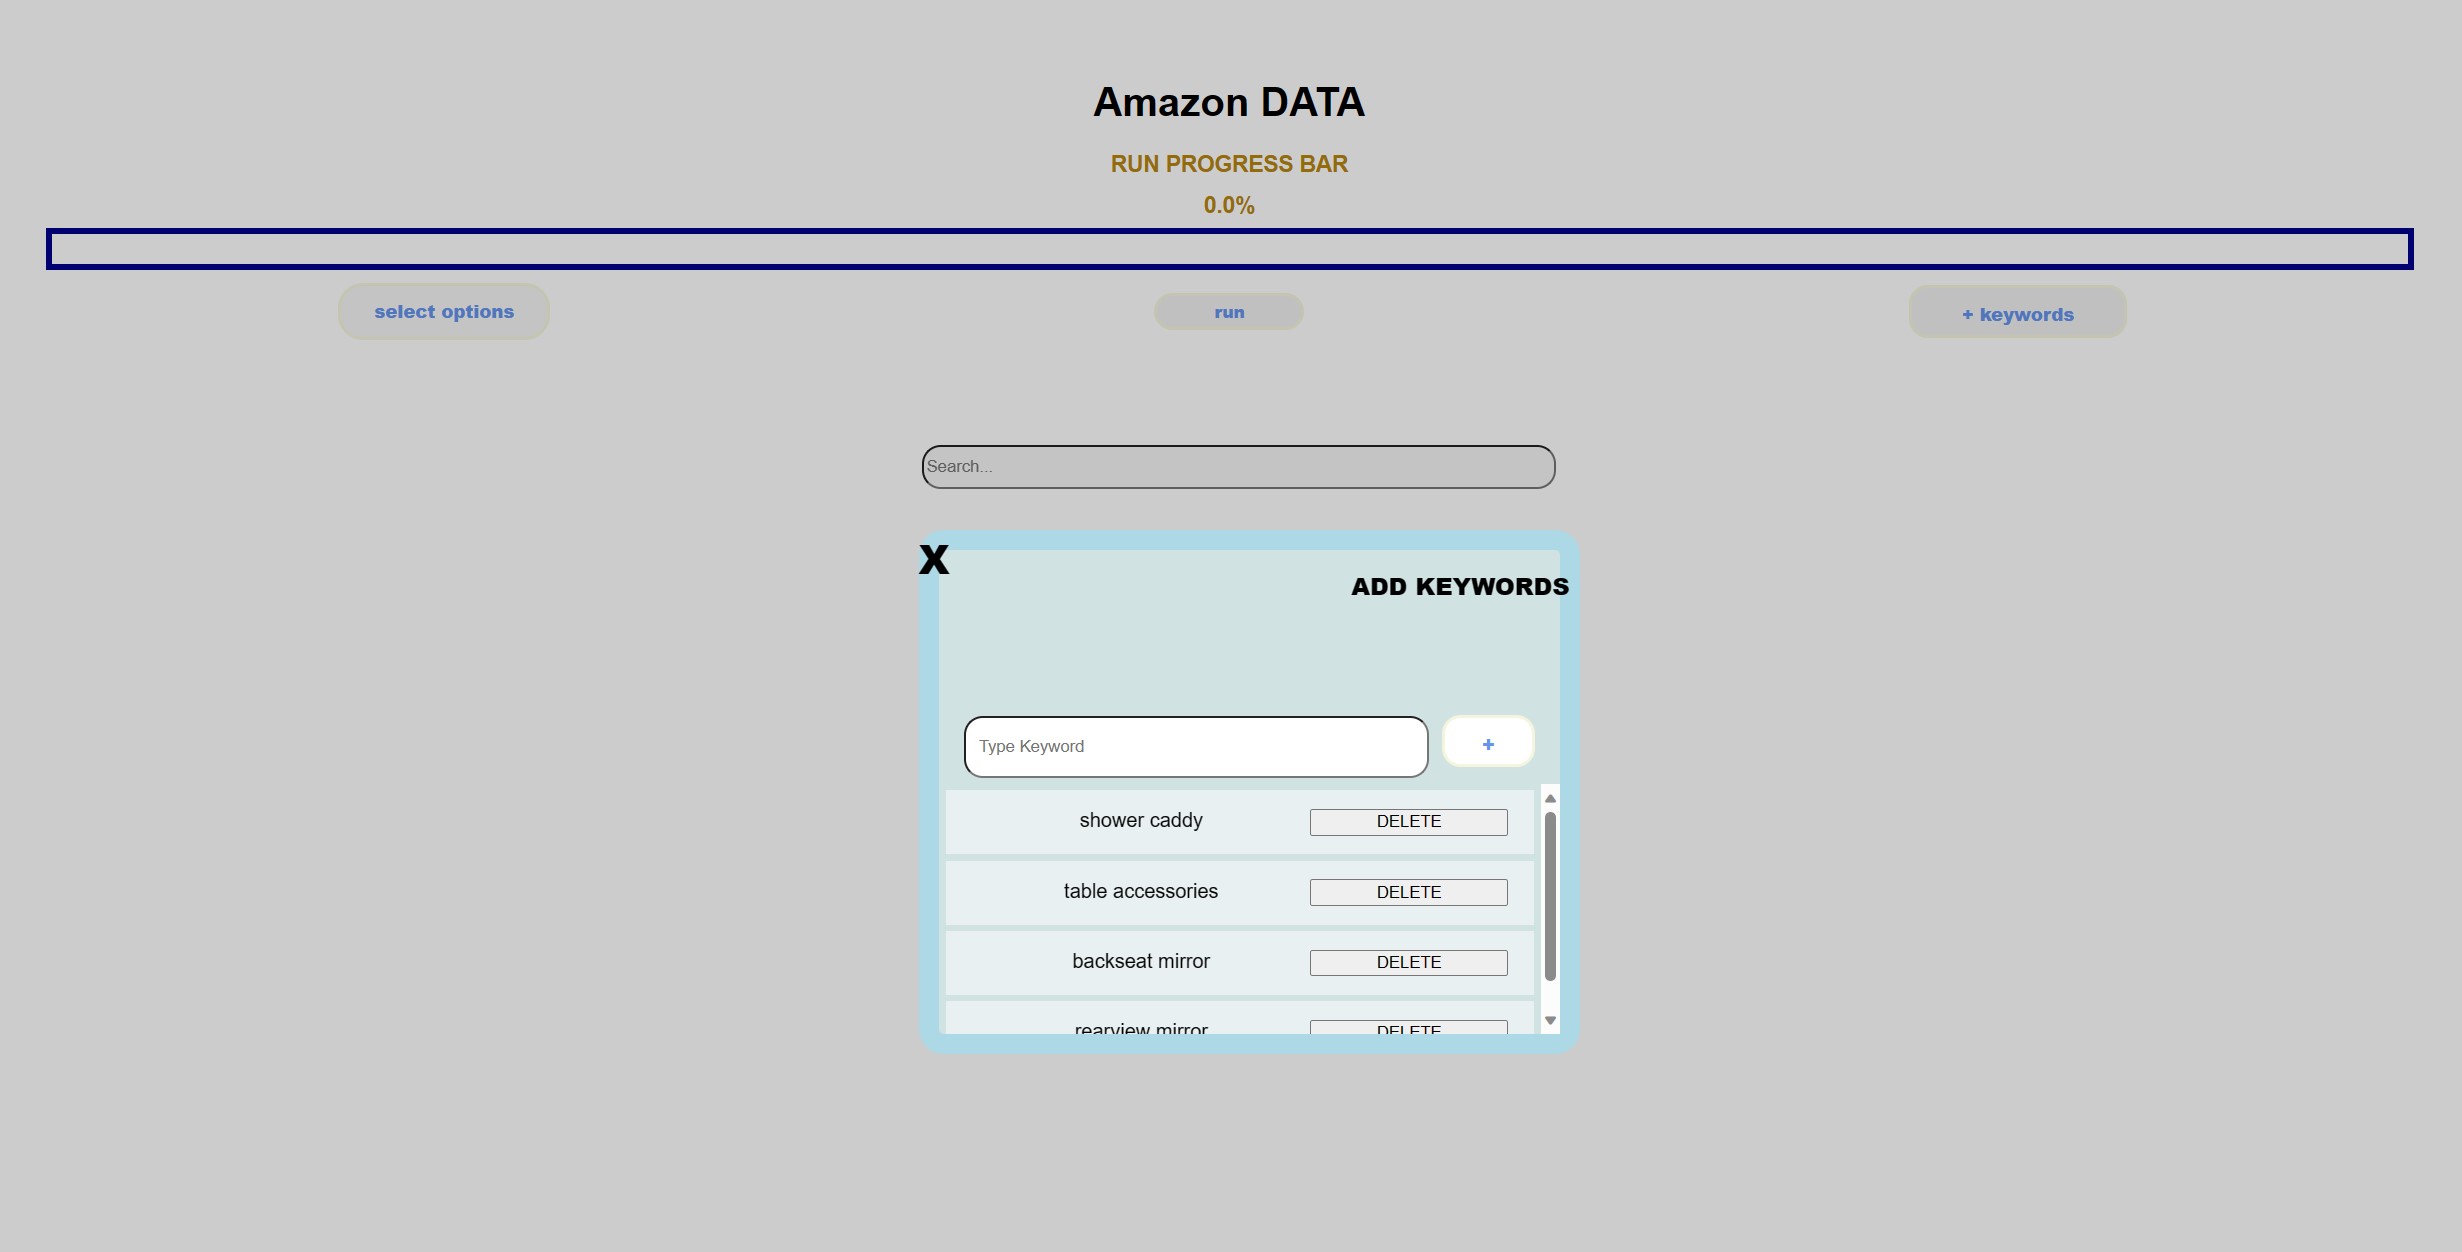 Amazon DATA
RUN PROGRESS BAR
0.0%
select options
run
+ keywords
Search...
X
ADD KEYWORDS
Type Keyword
+
shower caddy
DELETE
table accessories
DELETE
backseat mirror
DELETE
rearview mirror
DELETE